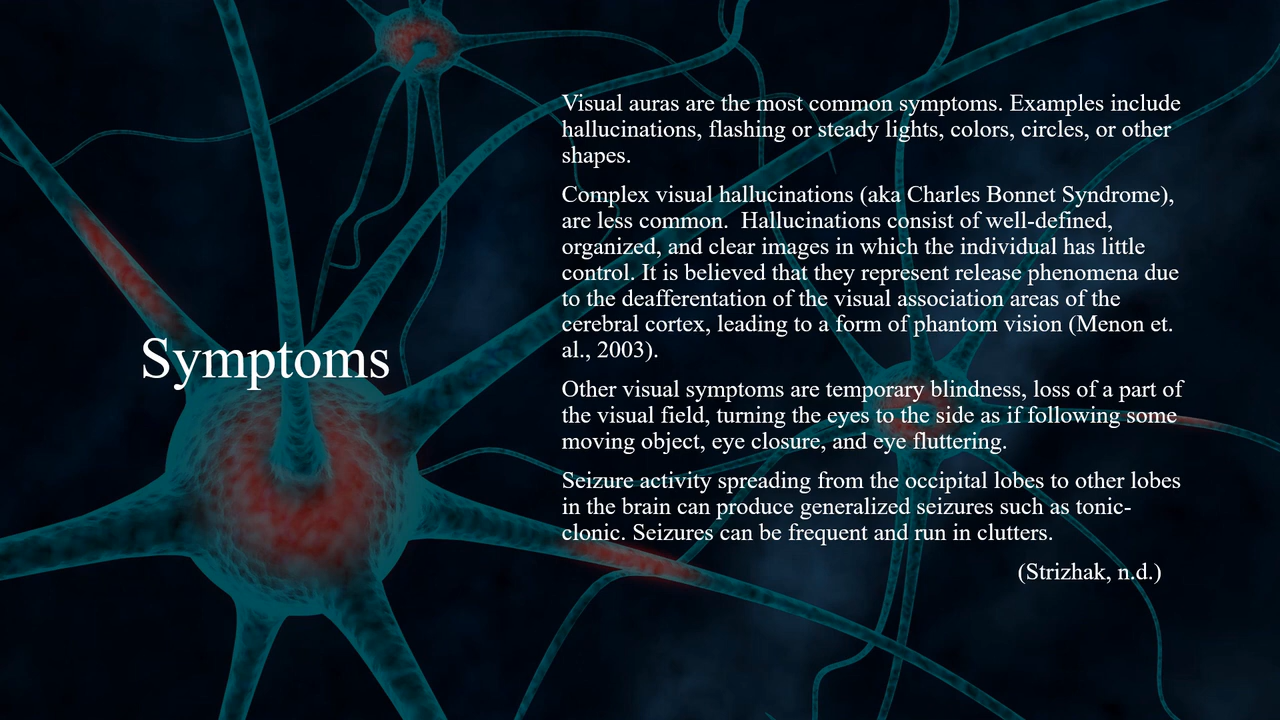 Symptoms
Visual auras are the most common symptoms. Examples include
hallucinations, flashing or steady lights, colors, circles, or other
shapes.
Complex visual hallucinations (aka Charles Bonnet Syndrome),
are less common.  Hallucinations consist of well-defined,
organized, and clear images in which the individual has little
control. It is believed that they represent release phenomena due
to the deafferentation of the visual association areas of the
cerebral cortex, leading to a form of phantom vision (Menon et.
al., 2003).
Other visual symptoms are temporary blindness, loss of a part of
the visual field, turning the eyes to the side as if following some
moving object, eye closure, and eye fluttering.
Seizure activity spreading from the occipital lobes to other lobes
in the brain can produce generalized seizures such as tonic-
clonic. Seizures can be frequent and run in clutters.
(Strizhak, n.d.)